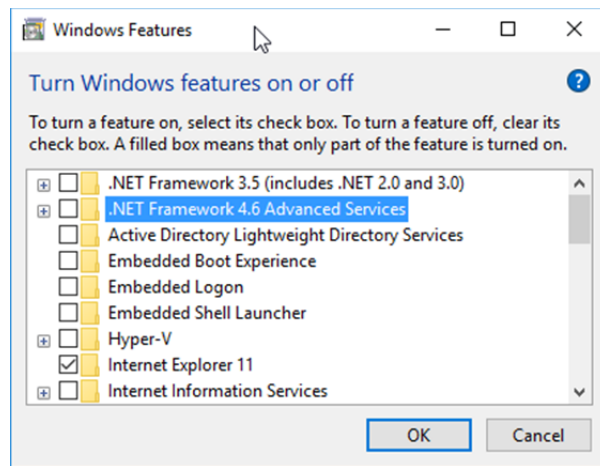 Windows Features
Turn Windows features on or off
To turn a feature on, select its check box. To turn a feature off, clear its
check box. A filled box means that only part of the feature is turned on.
.NET Framework 3.5 (includes .NET 2.0 and 3.0)
.NET Framework 4.6 Advanced Services
Active Directory Lightweight Directory Services
Embedded Boot Experience
Embedded Logon
Embedded Shell Launcher
Hyper-V
Internet Explorer 11
Internet Information Services
OK Cancel